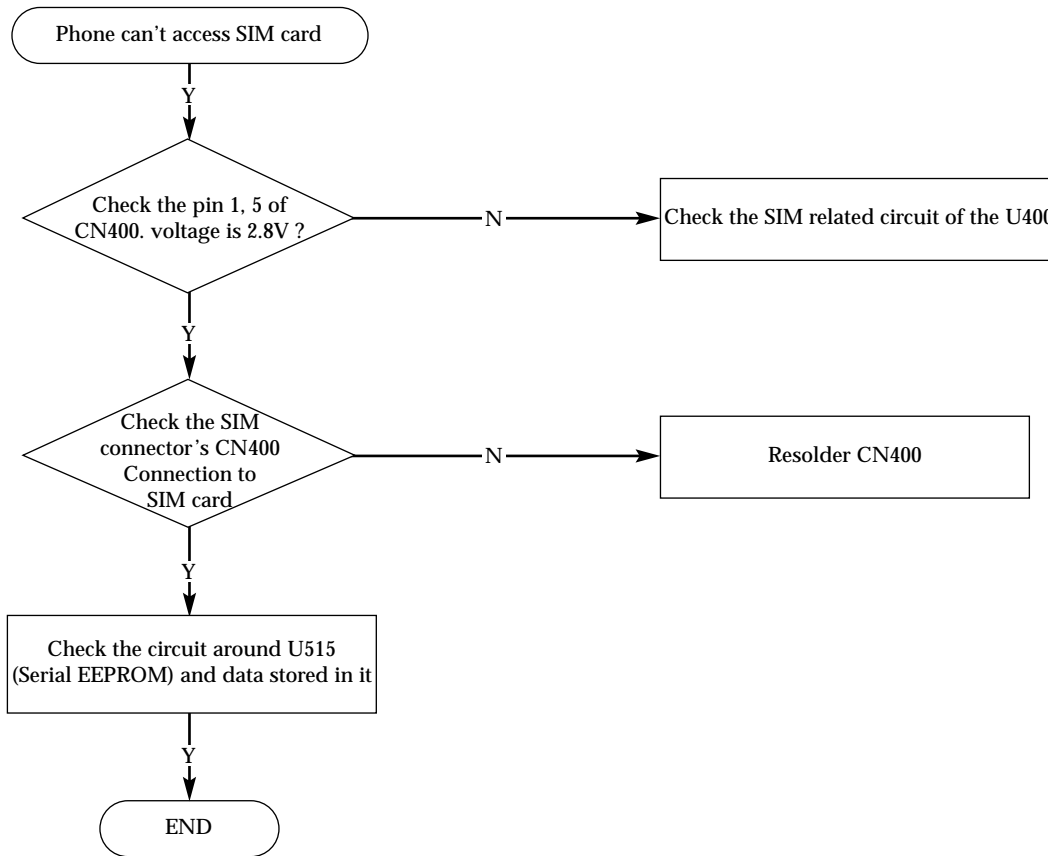 Phone can't access SIM card
Y
Check the pin 1, 5 of
CN400. voltage is 2.8V ?
N
Check the SIM related circuit of the U400
Y
Check the SIM
connector's CN400
Connection to
SIM card
N
Resolder CN400
Y
Check the circuit around U515
(Serial EEPROM) and data stored in it
Y
END